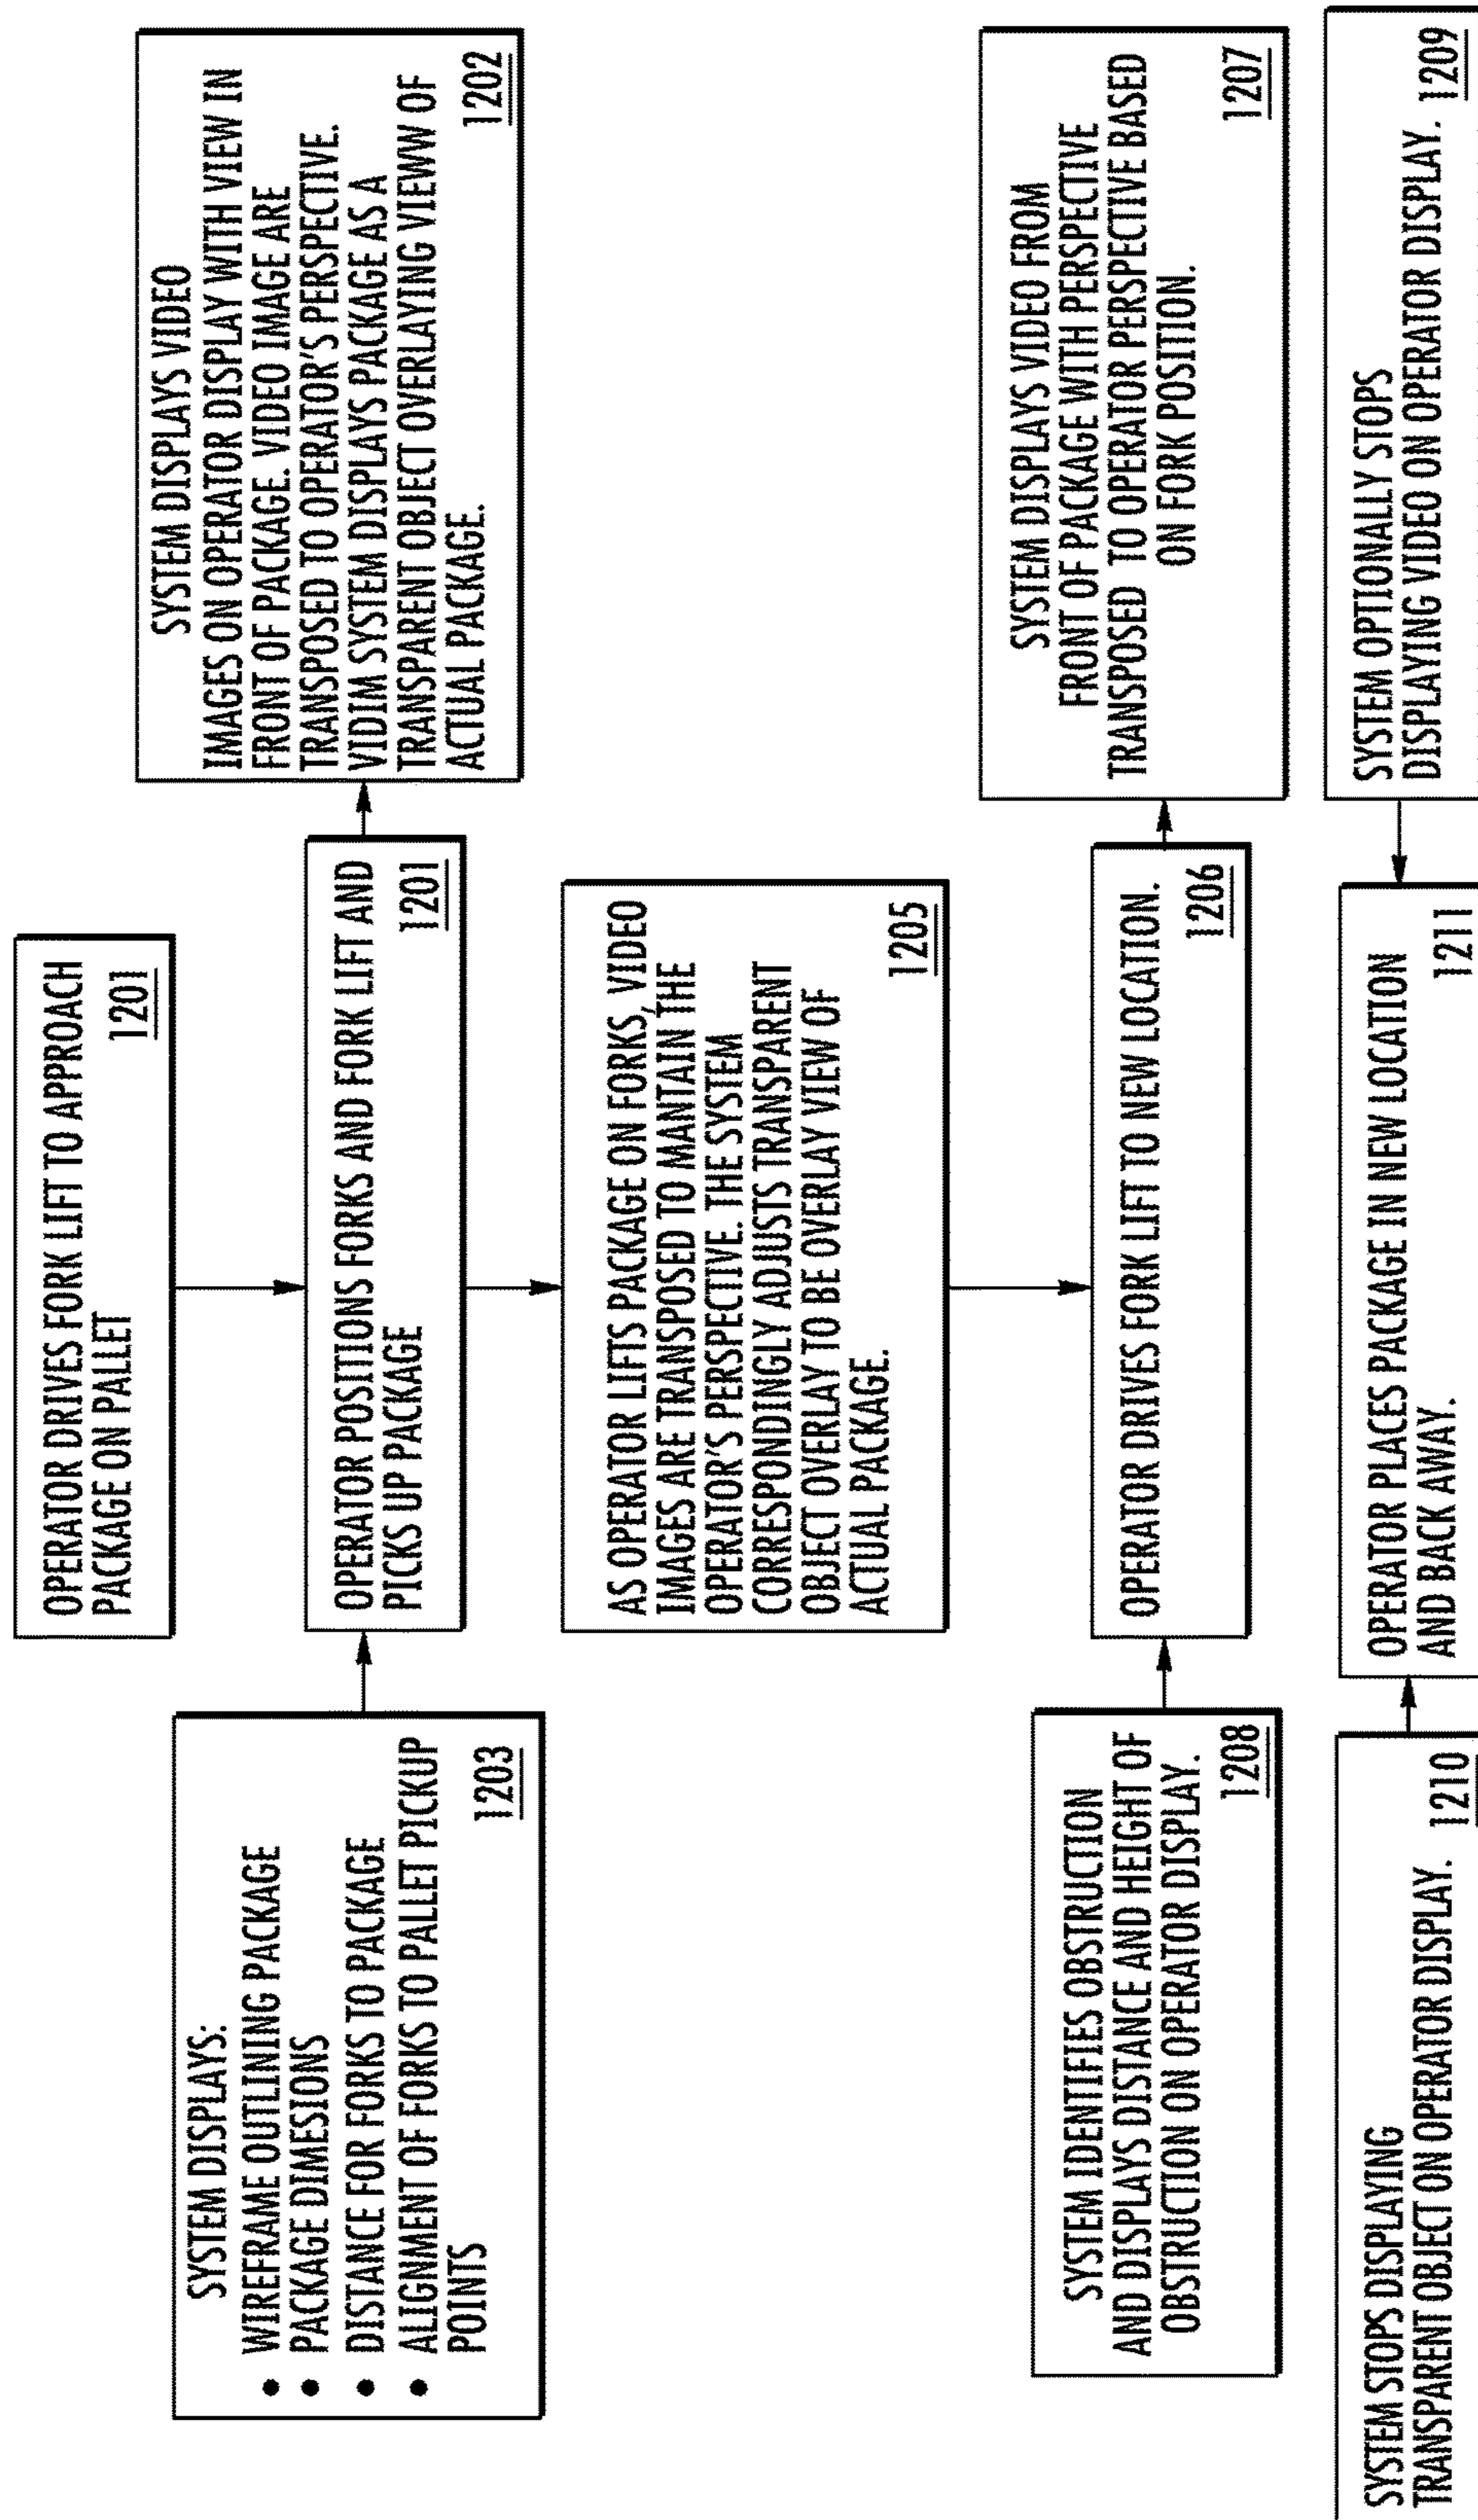 OPERATOR DRIVES FORK LIFT TO APPROACH
PACKAGE ON PALLET
1201
SYSTEM DISPLAYS:
• WIREFRAME OUTLINING PACKAGE
• PACKAGE DIMESIONS
• DISTANCE FOR FORKS TO PACKAGE
• ALIGNMENT OF FORKS TO PALLET PICKUP
POINTS
1203
OPERATOR POSITIONS FORKS AND FORK LIFT AND
PICKS UP PACKAGE
1201
SYSTEM DISPLAYS VIDEO
IMAGES ON OPERATOR DISPLAY WITH VIEW IN
FRONT OF PACKAGE. VIDEO IMAGE ARE
TRANSPOSED TO OPERATOR'S PERSPECTIVE.
VIDIM SYSTEM DISPLAYS PACKAGE AS A
TRANSPARENT OBJECT OVERLAYING VIEWW OF
ACTUAL PACKAGE.
1202
AS OPERATOR LIFTS PACKAGE ON FORKS, VIDEO
IMAGES ARE TRANSPOSED TO MANTAIN THE
OPERATOR'S PERSPECTIVE. THE SYSTEM
CORRESPONDINGLY ADJUSTS TRANSPARENT
OBJECT OVERLAY TO BE OVERLAY VIEW OF
ACTUAL PACKAGE.
1205
SYSTEM IDENTIFIES OBSTRUCTION
AND DISPLAYS DISTANCE AND HEIGHT OF
OBSTRUCTION ON OPERATOR DISPLAY.
1208
OPERATOR DRIVES FORK LIFT TO NEW LOCATION.
1206
SYSTEM DISPLAYS VIDEO FROM
FRONT OF PACKAGE WITH PERSPECTIVE
TRANSPOSED TO OPERATOR PERSPECTIVE BASED
ON FORK POSITION.
1207
SYSTEM STOPS DISPLAYING
TRANSPARENT OBJECT ON OPERATOR DISPLAY.
1210
OPERATOR PLACES PACKAGE IN NEW LOCATION
AND BACK AWAY.
1211
SYSTEM OPTIONALLY STOPS
DISPLAYING VIDEO ON OPERATOR DISPLAY.
1209